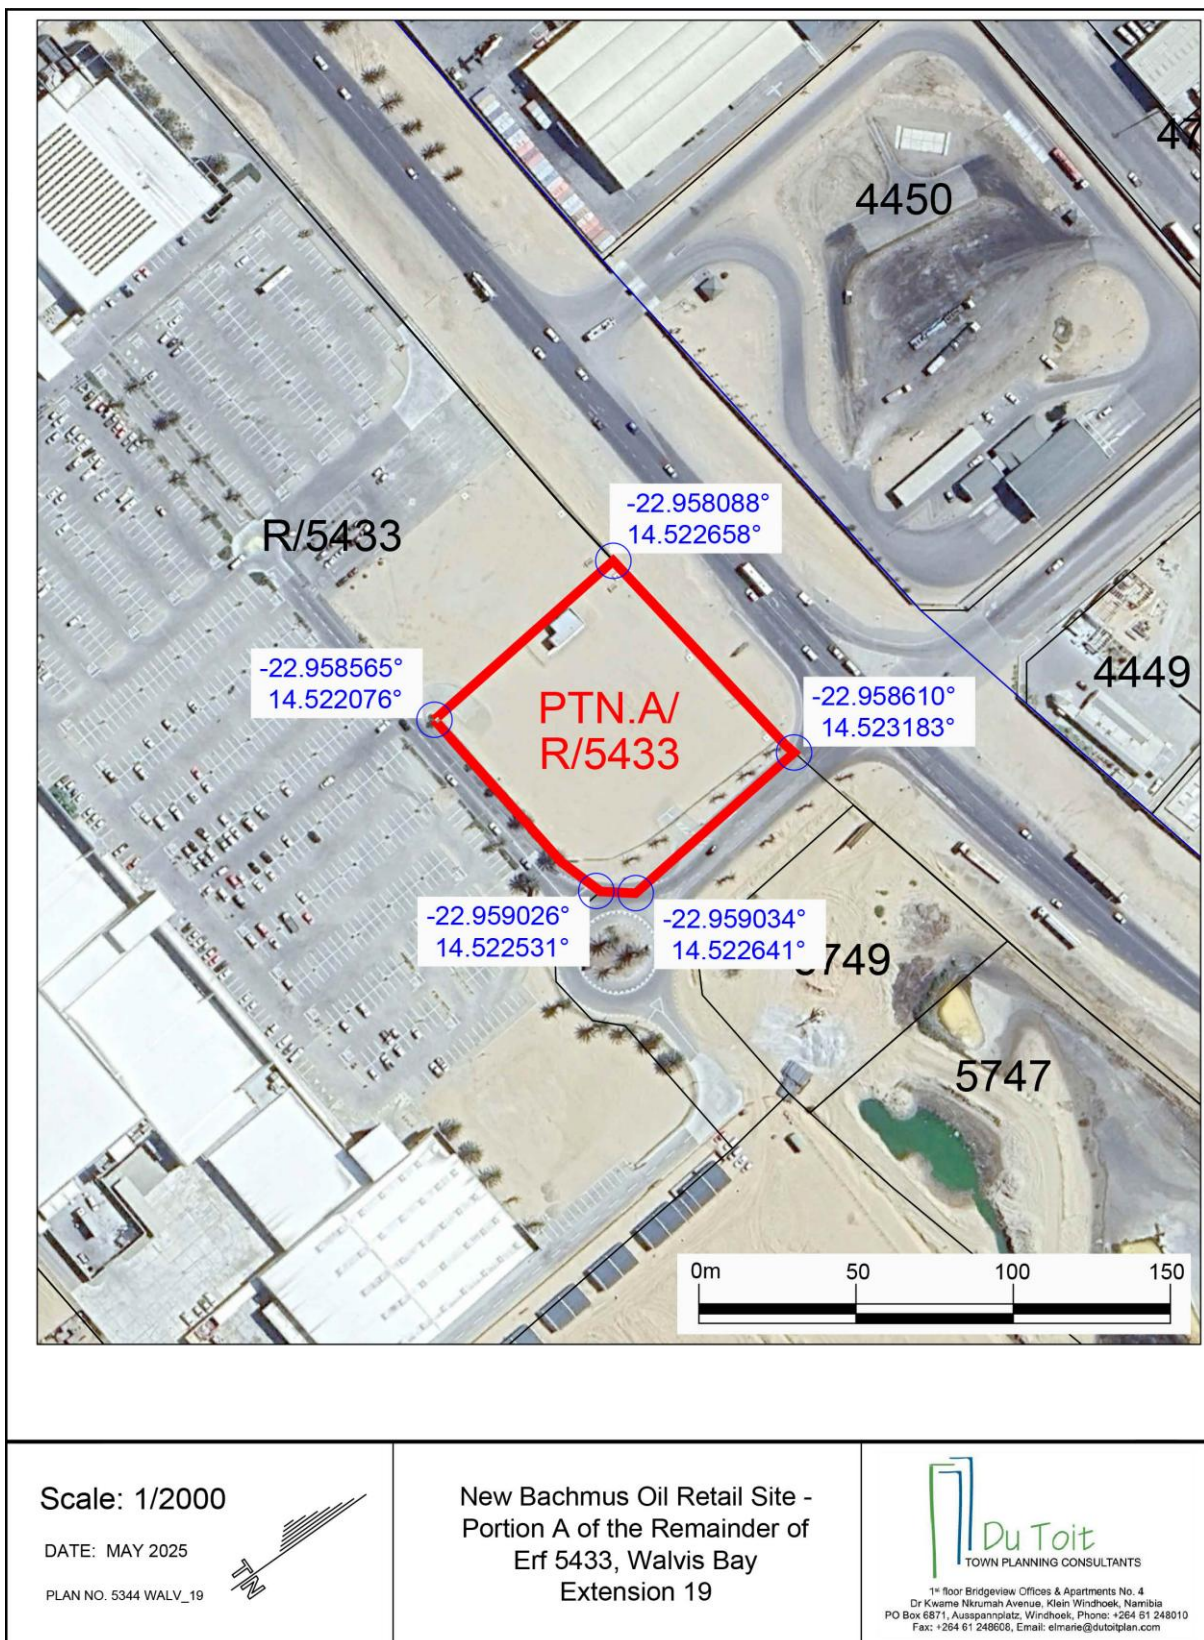 47
4450
-22.958088°
14.522658°
R/5433
-22.958565°
14.522076°
PTN.A/
R/5433
-22.958610°
14.523183°
4449
-22.959026°
14.522531°
-22.959034°
14.522641°
5747
0m 50 100 150
Scale: 1/2000
DATE: MAY 2025
PLAN NO. 5344 WALV_19
TN
New Bachmus Oil Retail Site -
Portion A of the Remainder of
Erf 5433, Walvis Bay
Extension 19
Du Toit
TOWN PLANNING CONSULTANTS
1st floor Bridgeview Offices & Apartments No. 4
Dr Kwame Nkrumah Avenue, Klein Windhoek, Namibia
PO Box 6871, Ausspannplatz, Windhoek, Phone: +264 61 248010
Fax: +264 61 248608, Email: elmarie@dutoitplan.com